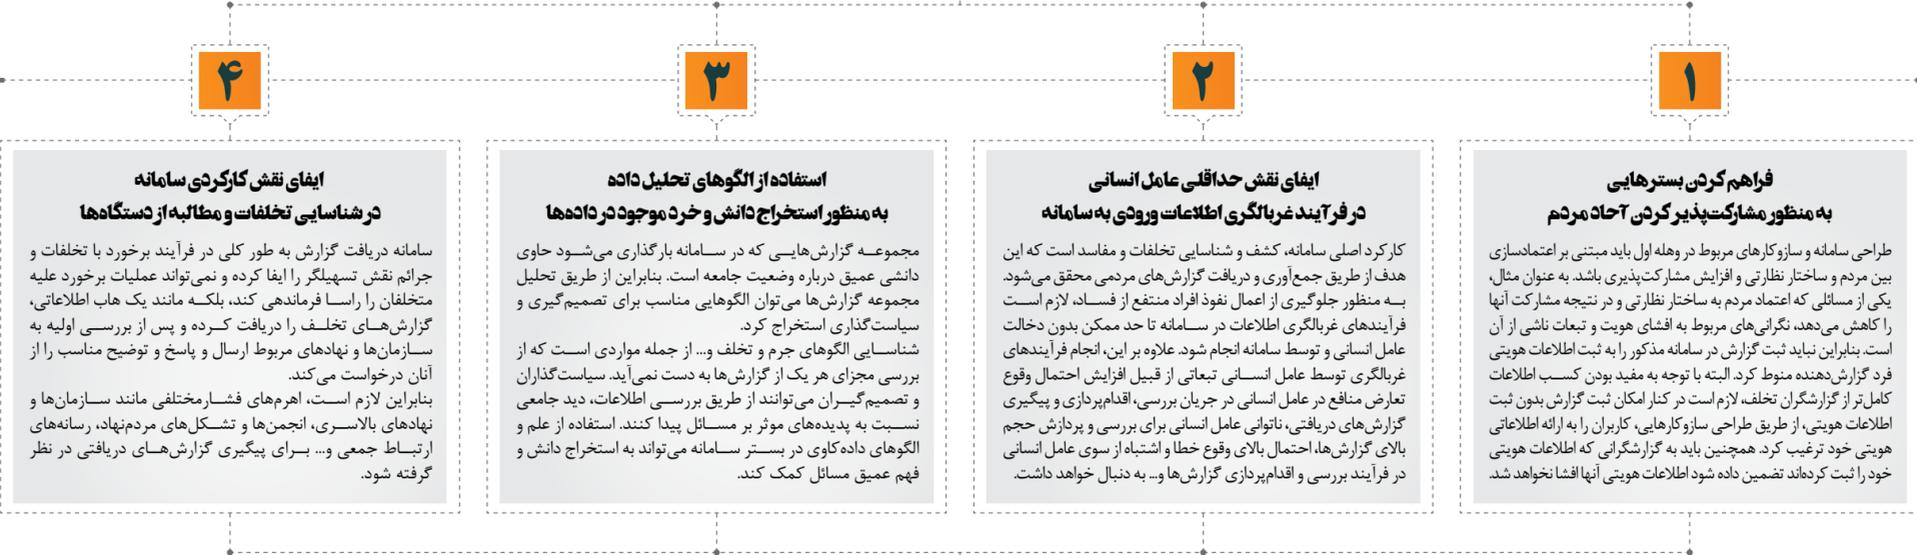 ۱
فراهم کردن بسترهایی
به منظور مشارکت‌پذیر کردن آحاد مردم
طراحی سامانه و سازوکارهای مربوط در وهله اول باید مبتنی بر اعتمادسازی
بین مردم و ساختار نظارتی و افزایش مشارکت‌پذیری باشد. به عنوان مثال،
یکی از مسائلی که اعتماد مردم به ساختار نظارتی و در نتیجه مشارکت آنها
را کاهش می‌دهد، نگرانی‌های مربوط به افشای هویت و تبعات ناشی از آن
است. بنابراین نباید ثبت گزارش در سامانه مذکور را به ثبت اطلاعات هویتی
فرد گزارش‌دهنده منوط کرد. البته با توجه به مفید بودن کسب اطلاعات
کامل‌تر از گزارشگران تخلف، لازم است در کنار امکان ثبت گزارش بدون ثبت
اطلاعات هویتی، از طریق طراحی سازوکارهایی، کاربران را به ارائه اطلاعاتی
هویتی خود ترغیب کرد. همچنین باید به گزارشگرانی که اطلاعات هویتی
خود را ثبت کرده‌اند تضمین داده شود اطلاعات هویتی آنها افشا نخواهد شد.
۲
ایفای نقش حداقلی عامل انسانی
در فرآیند غربالگری اطلاعات ورودی به سامانه
کارکرد اصلی سامانه، کشف و شناسایی تخلفات و مفاسد است که این
هدف از طریق جمع‌آوری و دریافت گزارش‌های مردمی محقق می‌شود.
به منظور جلوگیری از اعمال نفوذ افراد منتفع از فساد، لازم است
فرآیندهای غربالگری اطلاعات در سامانه تا حد ممکن بدون دخالت
عامل انسانی و توسط سامانه انجام شود. علاوه بر این، انجام فرآیندهای
غربالگری توسط عامل انسانی تبعاتی از قبیل افزایش احتمال وقوع
تعارض منافع در عامل انسانی در جریان بررسی، اقدام‌پردازی و پیگیری
گزارش‌های دریافتی، ناتوانی عامل انسانی برای بررسی و پردازش حجم
بالای گزارش‌ها، احتمال بالای وقوع خطا و اشتباه از سوی عامل انسانی
در فرآیند بررسی و اقدام‌پردازی گزارش‌ها و... به دنبال خواهد داشت.
۳
استفاده از الگوهای تحلیل داده
به منظور استخراج دانش و خرد موجود در داده‌ها
مجموعه گزارش‌هایی که در سامانه بارگذاری می‌شود حاوی
دانشی عمیق درباره وضعیت جامعه است. بنابراین از طریق تحلیل
مجموعه گزارش‌ها می‌توان الگوهایی مناسب برای تصمیم‌گیری و
سیاست‌گذاری استخراج کرد.
شناسایی الگوهای جرم و تخلف و... از جمله مواردی است که از
بررسی مجزای هر یک از گزارش‌ها به دست نمی‌آید. سیاست‌گذاران
و تصمیم‌گیران می‌توانند از طریق بررسی اطلاعات، دید جامعی
نسبت به پدیده‌های موثر بر مسائل پیدا کنند. استفاده از علم و
الگوهای داده‌کاوی در بستر سامانه می‌تواند به استخراج دانش و
فهم عمیق مسائل کمک کند.
۴
ایفای نقش کارکردی سامانه
در شناسایی تخلفات و مطالبه از دستگاه‌ها
سامانه دریافت گزارش به طور کلی در فرآیند برخورد با تخلفات و
جرائم نقش تسهیلگر را ایفا کرده و نمی‌تواند عملیات برخورد علیه
متخلفان را راسا فرماندهی کند، بلکه مانند یک هاب اطلاعاتی،
گزارش‌های تخلف را دریافت کرده و پس از بررسی اولیه به
سازمان‌ها و نهادهای مربوط ارسال و پاسخ و توضیح مناسب را از
آنان درخواست می‌کند.
بنابراین لازم است، اهرم‌های فشار مختلفی مانند سازمان‌ها و
نهادهای بالاسری، انجمن‌ها و تشکل‌های مردم‌نهاد، رسانه‌های
ارتباط جمعی و... برای پیگیری گزارش‌های دریافتی در نظر
گرفته شود.